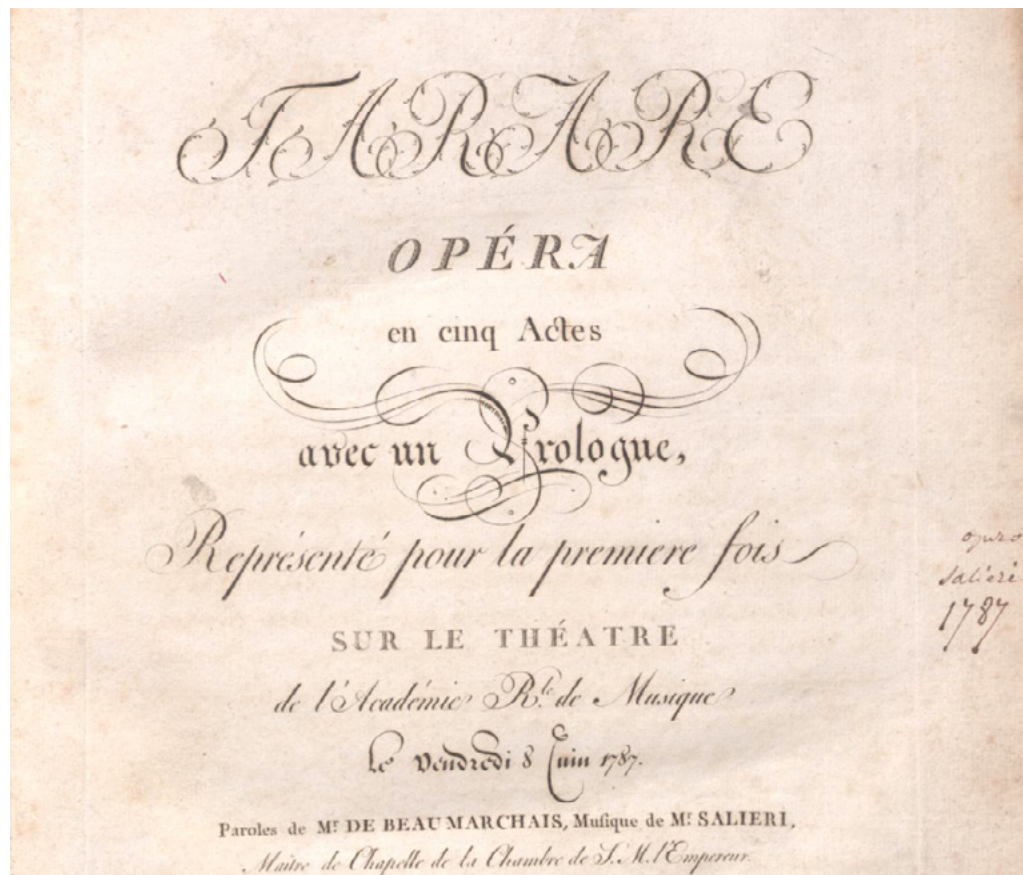 TARARE
OPÉRA
en cinq Actes
avec un Prologue,
Représenté pour la premiere fois
SUR LE THÉATRE
de l'Académie R.le de Musique
Le Vendredi 8 Juin 1787.
Paroles de Mr. DE BEAUMARCHAIS, Musique de Mr. SALIERI,
Maitre de Chapelle de la Chambre de S. M. l'Empereur.
Salieri
1787